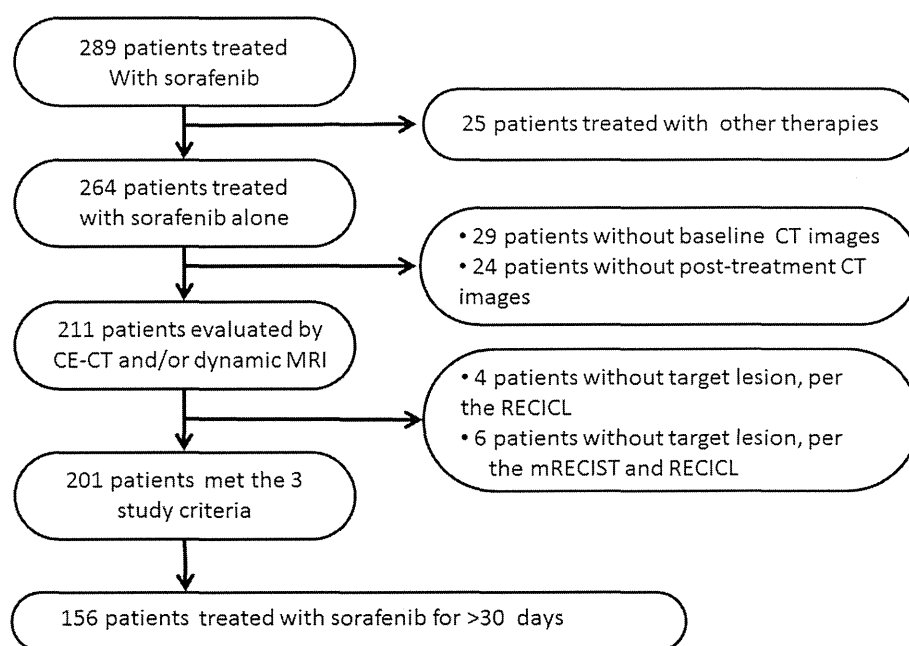 289 patients treated
With sorafenib
25 patients treated with other therapies
264 patients treated
with sorafenib alone
• 29 patients without baseline CT images
• 24 patients without post-treatment CT
images
211 patients evaluated by
CE-CT and/or dynamic MRI
• 4 patients without target lesion, per
the RECICL
• 6 patients without target lesion, per
the mRECIST and RECICL
201 patients met the 3
study criteria
156 patients treated with sorafenib for >30 days